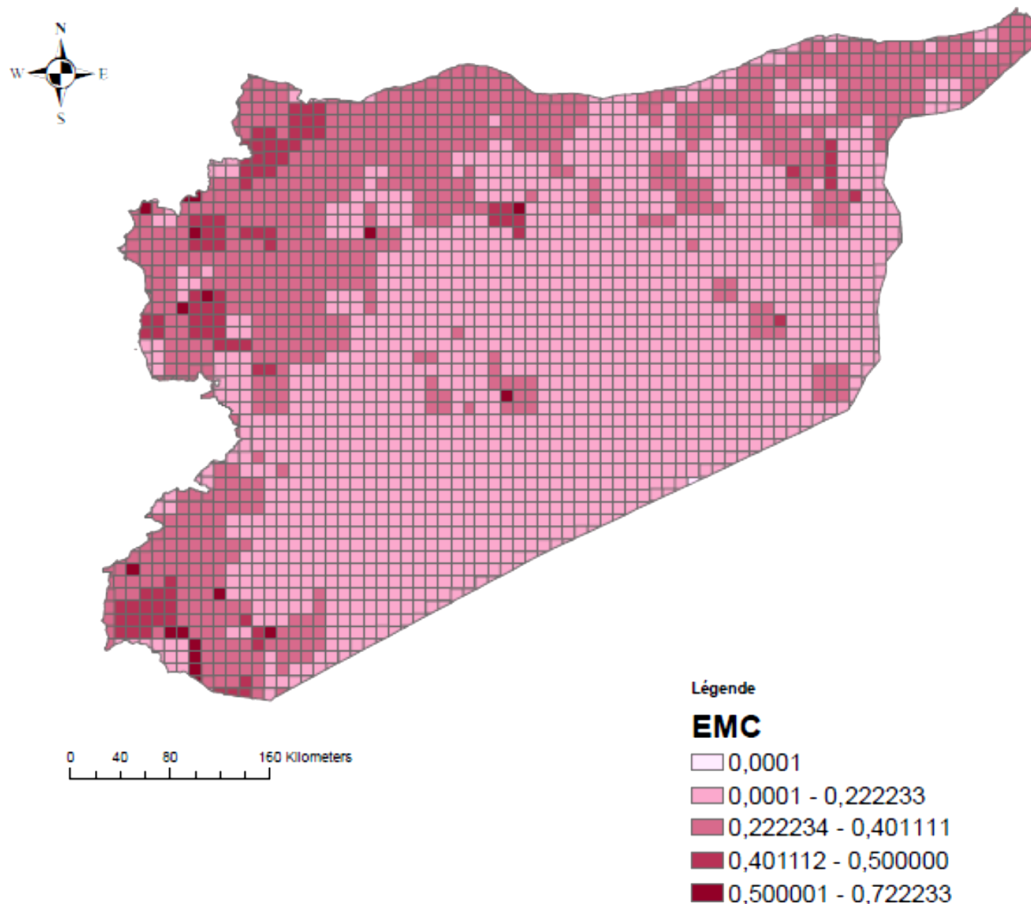 N
W E
S
0 40 80 160 Kilometers
Légende
EMC
0,0001
0,0001 - 0,222233
0,222234 - 0,401111
0,401112 - 0,500000
0,500001 - 0,722233